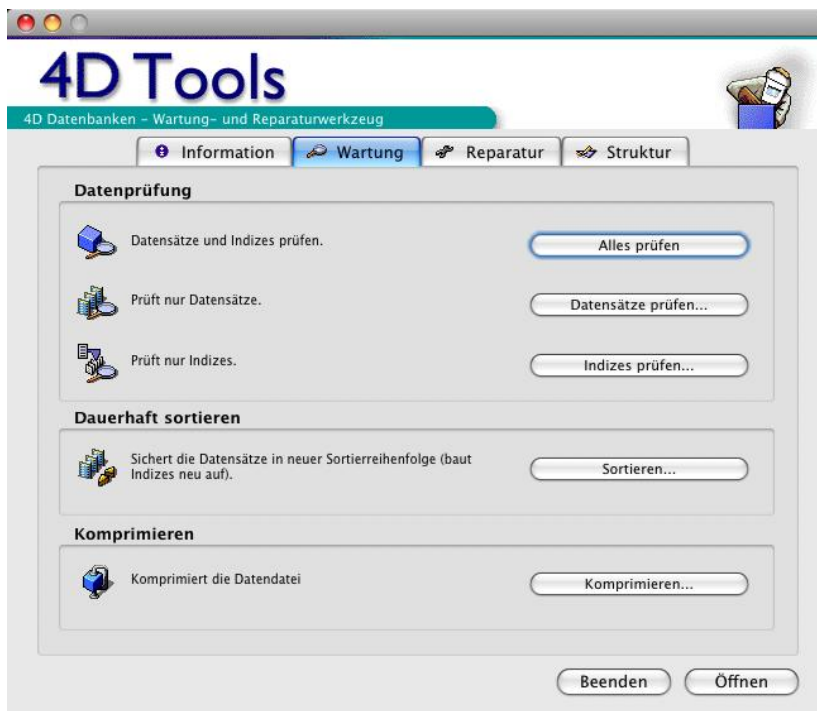 4D Tools
4D Datenbanken – Wartung- und Reparaturwerkzeug
Information Wartung Reparatur Struktur
Datenprüfung
Datensätze und Indizes prüfen. Alles prüfen
Prüft nur Datensätze. Datensätze prüfen...
Prüft nur Indizes. Indizes prüfen...
Dauerhaft sortieren
Sichert die Datensätze in neuer Sortierreihenfolge (baut
Indizes neu auf). Sortieren...
Komprimieren
Komprimiert die Datendatei Komprimieren...
Beenden Öffnen